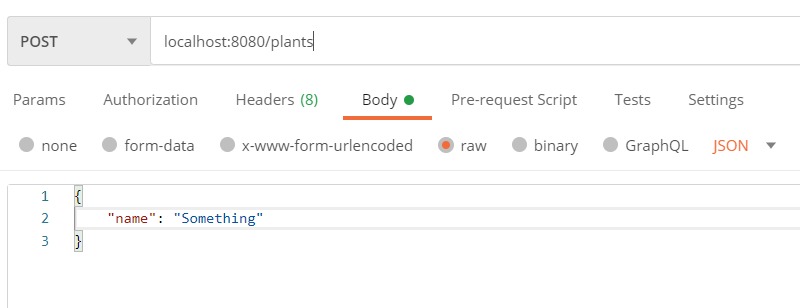 POST localhost:8080/plants
Params Authorization Headers (8) Body Pre-request Script Tests Settings
none form-data x-www-form-urlencoded raw binary GraphQL JSON
1 {
2 "name": "Something"
3 }